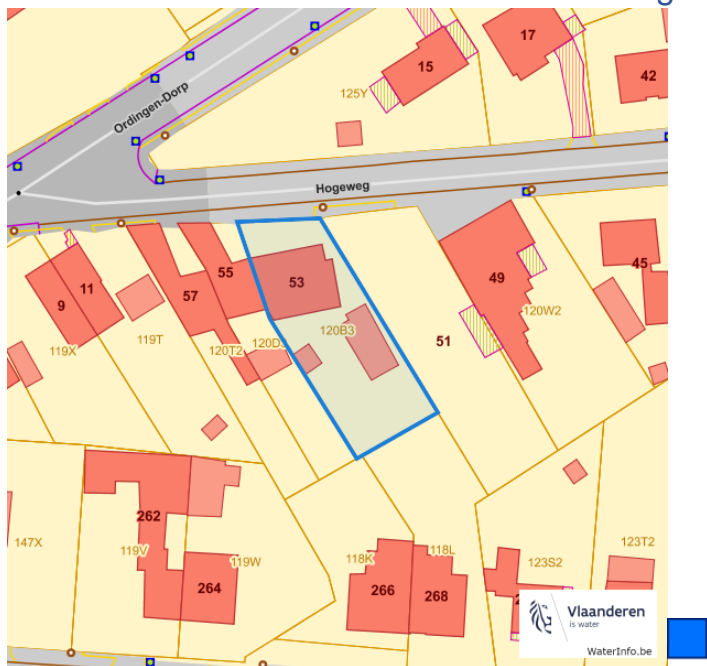 17
15
42
125Y
Ordingen-Dorp
Hogeweg
55
53
49
45
11
9
57
120B3
51
120W2
119X
119T
120T2
262
147X
119V
119W
264
118K
118L
266
268
123S2
123T2
Vlaanderen
is water
WaterInfo.be